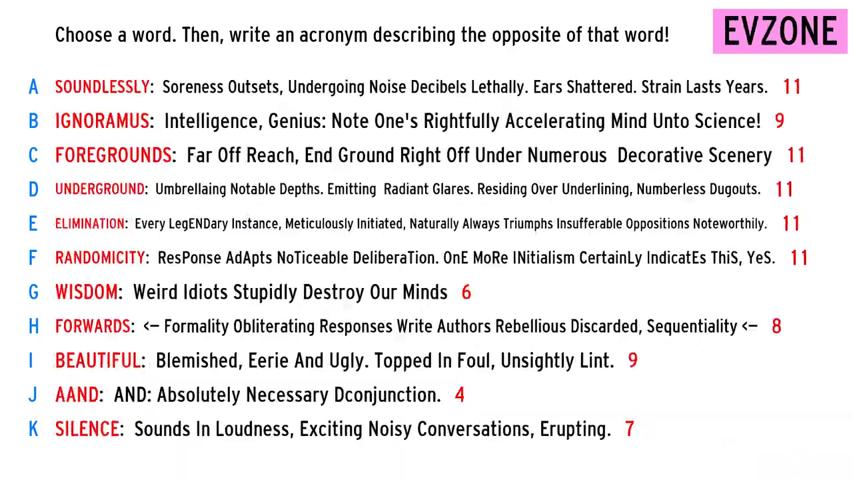 Choose a word. Then, write an acronym describing the opposite of that word!
EVZONE
A SOUNDLESSLY: Soreness Outsets, Undergoing Noise Decibels Lethally. Ears Shattered. Strain Lasts Years. 11
B IGNORAMUS: Intelligence, Genius: Note One's Rightfully Accelerating Mind Unto Science! 9
C FOREGROUNDS: Far Off Reach, End Ground Right Off Under Numerous Decorative Scenery 11
D UNDERGROUND: Umbrellaing Notable Depths. Emitting Radiant Glares. Residing Over Underlining, Numberless Dugouts. 11
E ELIMINATION: Every LegENDary Instance, Meticulously Initiated, Naturally Always Triumphs Insufferable Oppositions Noteworthily. 11
F RANDOMICITY: ResPonse AdApts NoTiceable DeliberaTion. OnE MoRe INitialism CertainLy IndicatEs ThiS, YeS. 11
G WISDOM: Weird Idiots Stupidly Destroy Our Minds 6
H FORWARDS: <— Formality Obliterating Responses Write Authors Rebellious Discarded, Sequentiality <— 8
I BEAUTIFUL: Blemished, Eerie And Ugly. Topped In Foul, Unsightly Lint. 9
J AAND: AND: Absolutely Necessary Dconjunction. 4
K SILENCE: Sounds In Loudness, Exciting Noisy Conversations, Erupting. 7